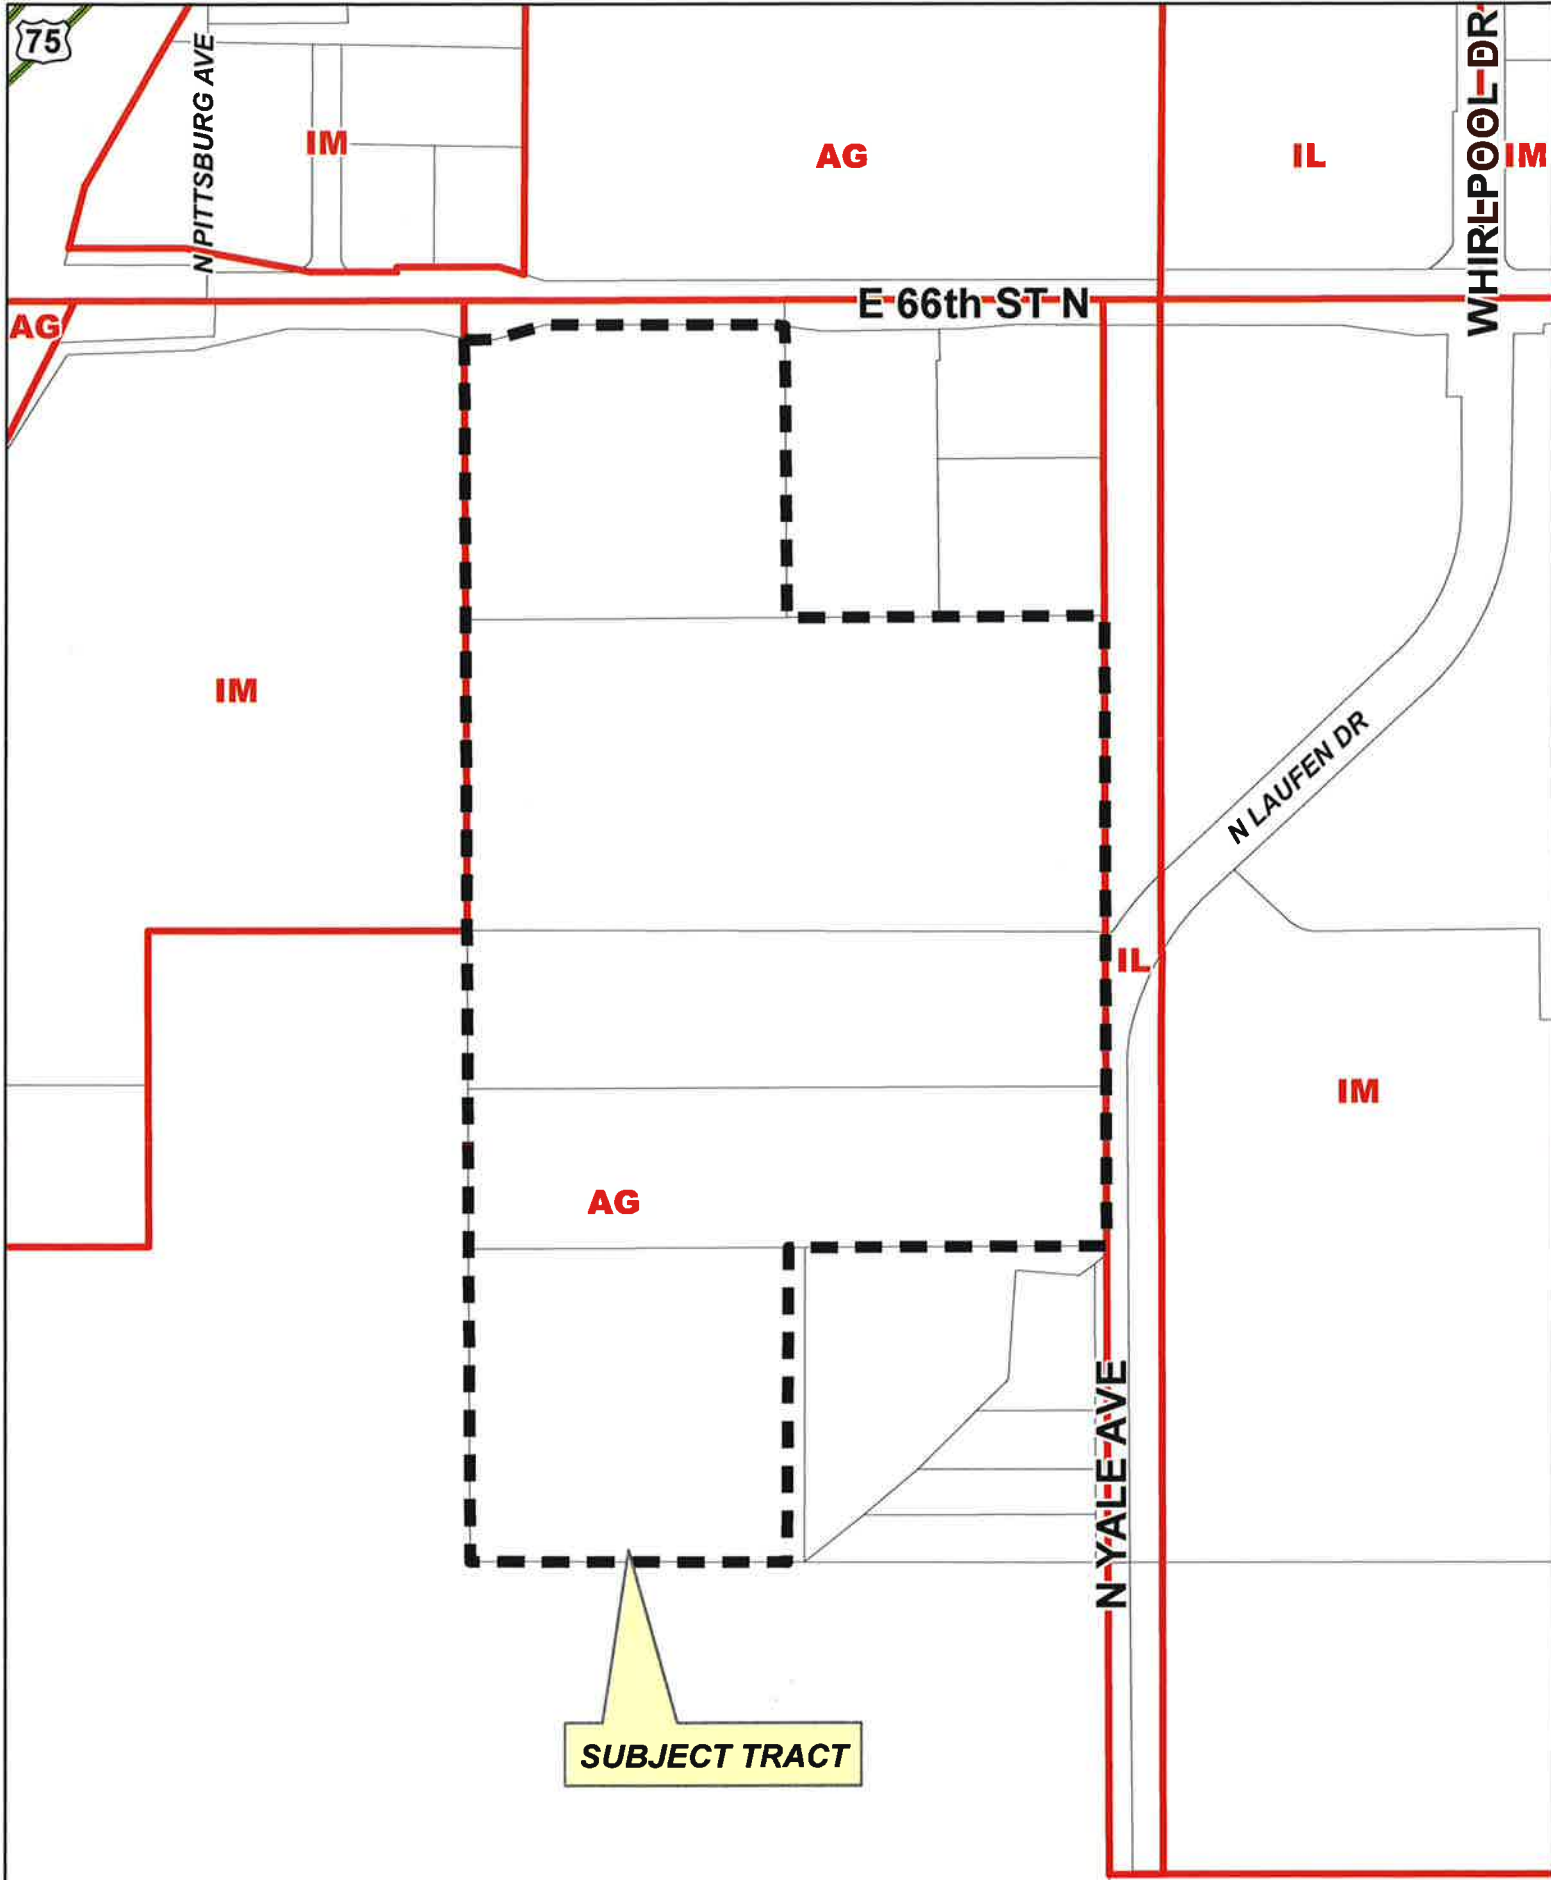 75
N PITTSBURG AVE
IM
AG
IL
WHIRLPOOL DR
IM
E 66th ST N
AG
IM
N LAUFEN DR
IL
IM
AG
N YALE AVE
SUBJECT TRACT